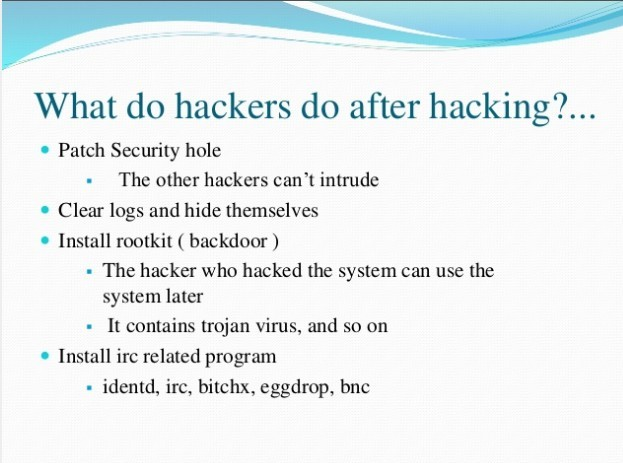 What do hackers do after hacking?...
• Patch Security hole
▪ The other hackers can't intrude
• Clear logs and hide themselves
• Install rootkit ( backdoor )
▪ The hacker who hacked the system can use the
system later
▪ It contains trojan virus, and so on
• Install irc related program
▪ identd, irc, bitchx, eggdrop, bnc